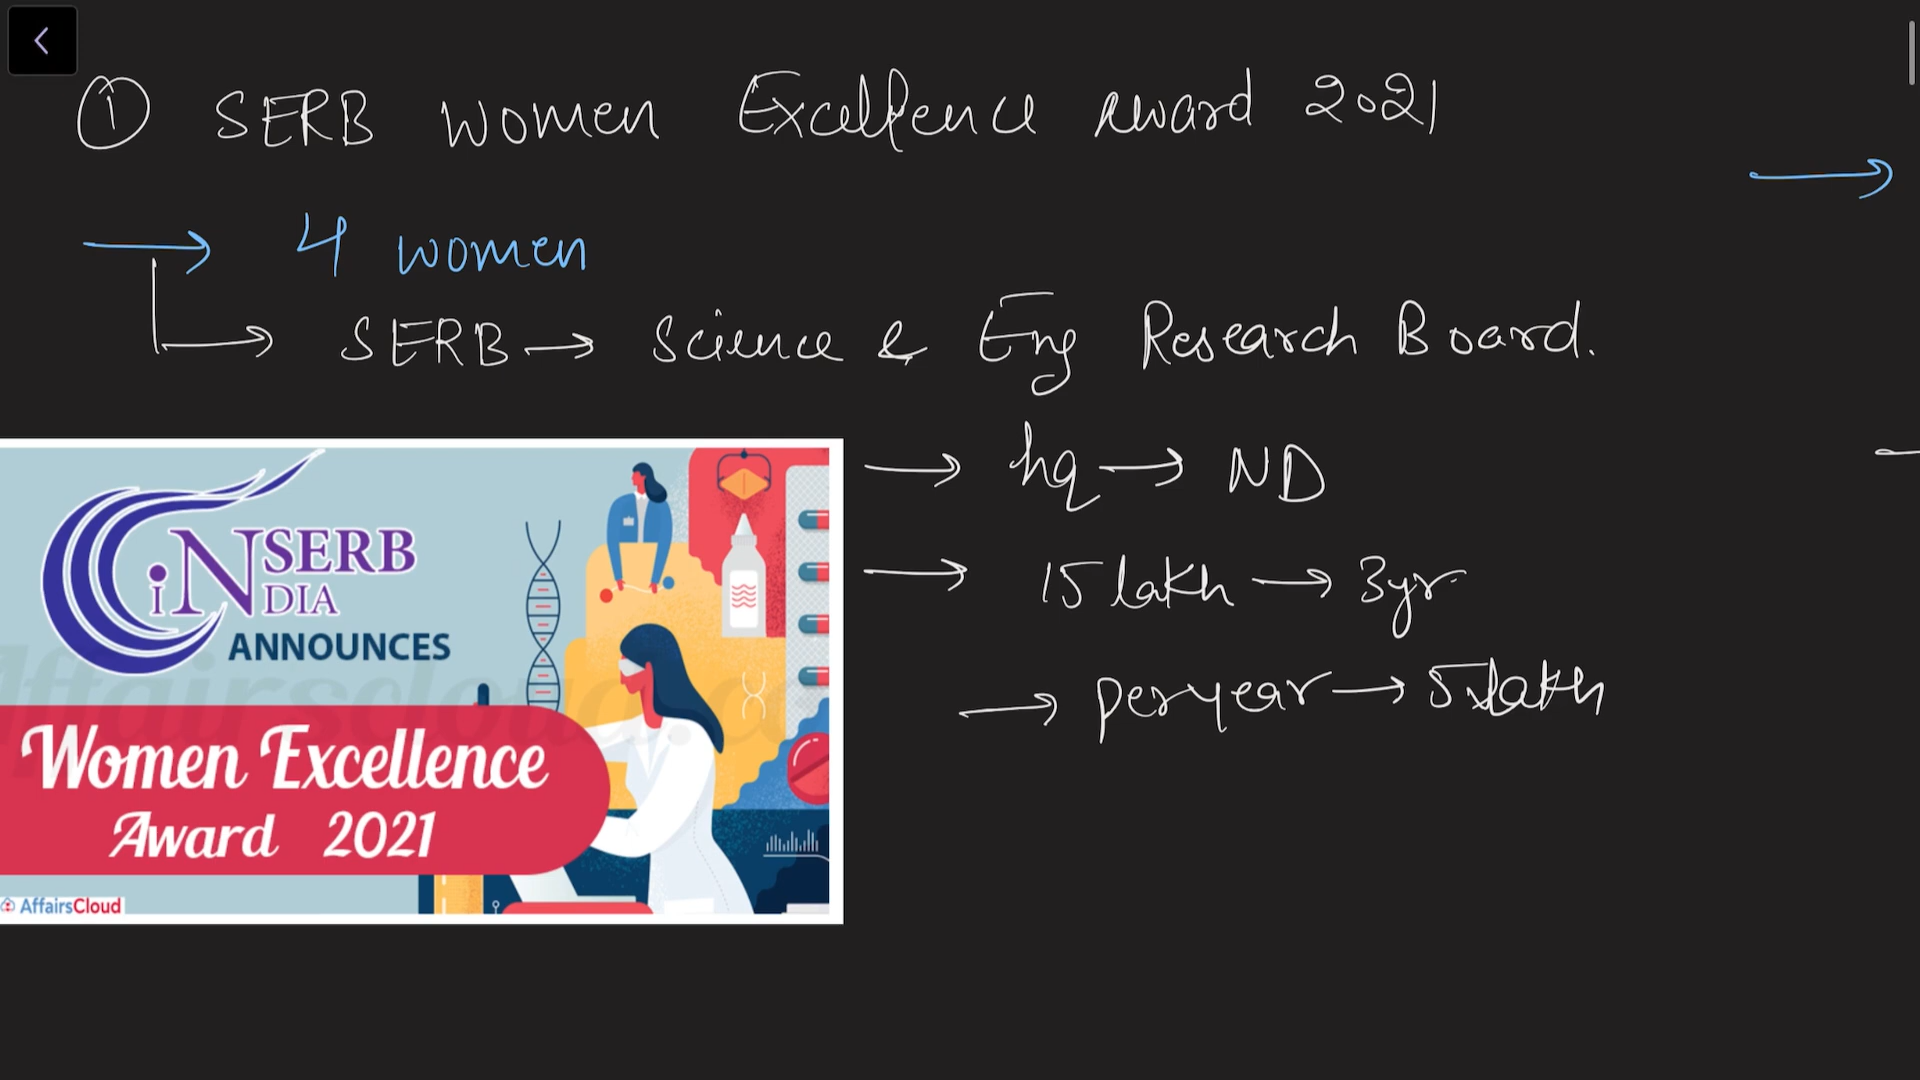 ① SERB women Excellence award 2021
→ 4 women
→ SERB → Science & Eng Research Board.
→ hq → ND
→ 15 lakh → 3yr
→ per year → 5 lakh
iNSERB
INDIA
ANNOUNCES
Women Excellence
Award 2021
AffairsCloud